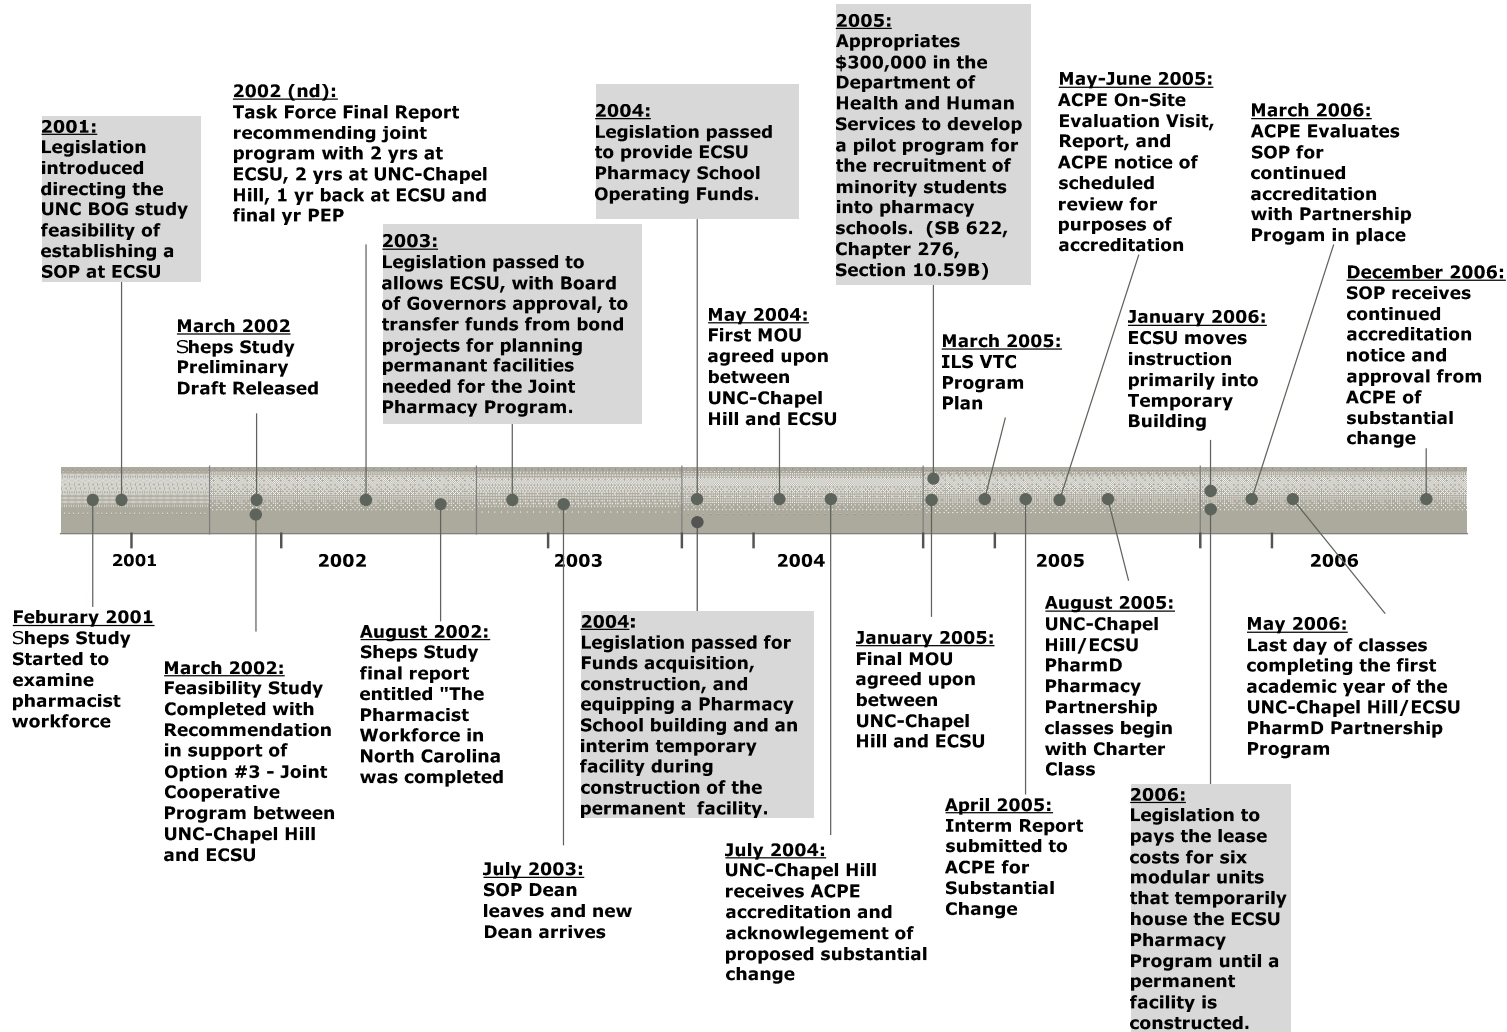 2001:
Legislation
introduced
directing the
UNC BOG study
feasibility of
establishing a
SOP at ECSU
March 2002
Sheps Study
Preliminary
Draft Released
2002 (nd):
Task Force Final Report
recommending joint
program with 2 yrs at
ECSU, 2 yrs at UNC-Chapel
Hill, 1 yr back at ECSU and
final yr PEP
2003:
Legislation passed to
allows ECSU, with Board
of Governors approval, to
transfer funds from bond
projects for planning
permanant facilities
needed for the Joint
Pharmacy Program.
2004:
Legislation passed
to provide ECSU
Pharmacy School
Operating Funds.
May 2004:
First MOU
agreed upon
between
UNC-Chapel
Hill and ECSU
2005:
Appropriates
$300,000 in the
Department of
Health and Human
Services to develop
a pilot program for
the recruitment of
minority students
into pharmacy
schools. (SB 622,
Chapter 276,
Section 10.59B)
March 2005:
ILS VTC
Program
Plan
May-June 2005:
ACPE On-Site
Evaluation Visit,
Report, and
ACPE notice of
scheduled
review for
purposes of
accreditation
January 2006:
ECSU moves
instruction
primarily into
Temporary
Building
March 2006:
ACPE Evaluates
SOP for
continued
accreditation
with Partnership
Progam in place
December 2006:
SOP receives
continued
accreditation
notice and
approval from
ACPE of
substantial
change
2001
2002
2003
2004
2005
2006
Feburary 2001
Sheps Study
Started to
examine
pharmacist
workforce
March 2002:
Feasibility Study
Completed with
Recommendation
in support of
Option #3 - Joint
Cooperative
Program between
UNC-Chapel Hill
and ECSU
August 2002:
Sheps Study
final report
entitled "The
Pharmacist
Workforce in
North Carolina
was completed
July 2003:
SOP Dean
leaves and new
Dean arrives
2004:
Legislation passed for
Funds acquisition,
construction, and
equipping a Pharmacy
School building and an
interim temporary
facility during
construction of the
permanent facility.
July 2004:
UNC-Chapel Hill
receives ACPE
accreditation and
acknowlegement of
proposed substantial
change
January 2005:
Final MOU
agreed upon
between
UNC-Chapel
Hill and ECSU
April 2005:
Interm Report
submitted to
ACPE for
Substantial
Change
August 2005:
UNC-Chapel
Hill/ECSU
PharmD
Pharmacy
Partnership
classes begin
with Charter
Class
2006:
Legislation to
pays the lease
costs for six
modular units
that temporarily
house the ECSU
Pharmacy
Program until a
permanent
facility is
constructed.
May 2006:
Last day of classes
completing the first
academic year of the
UNC-Chapel Hill/ECSU
PharmD Partnership
Program